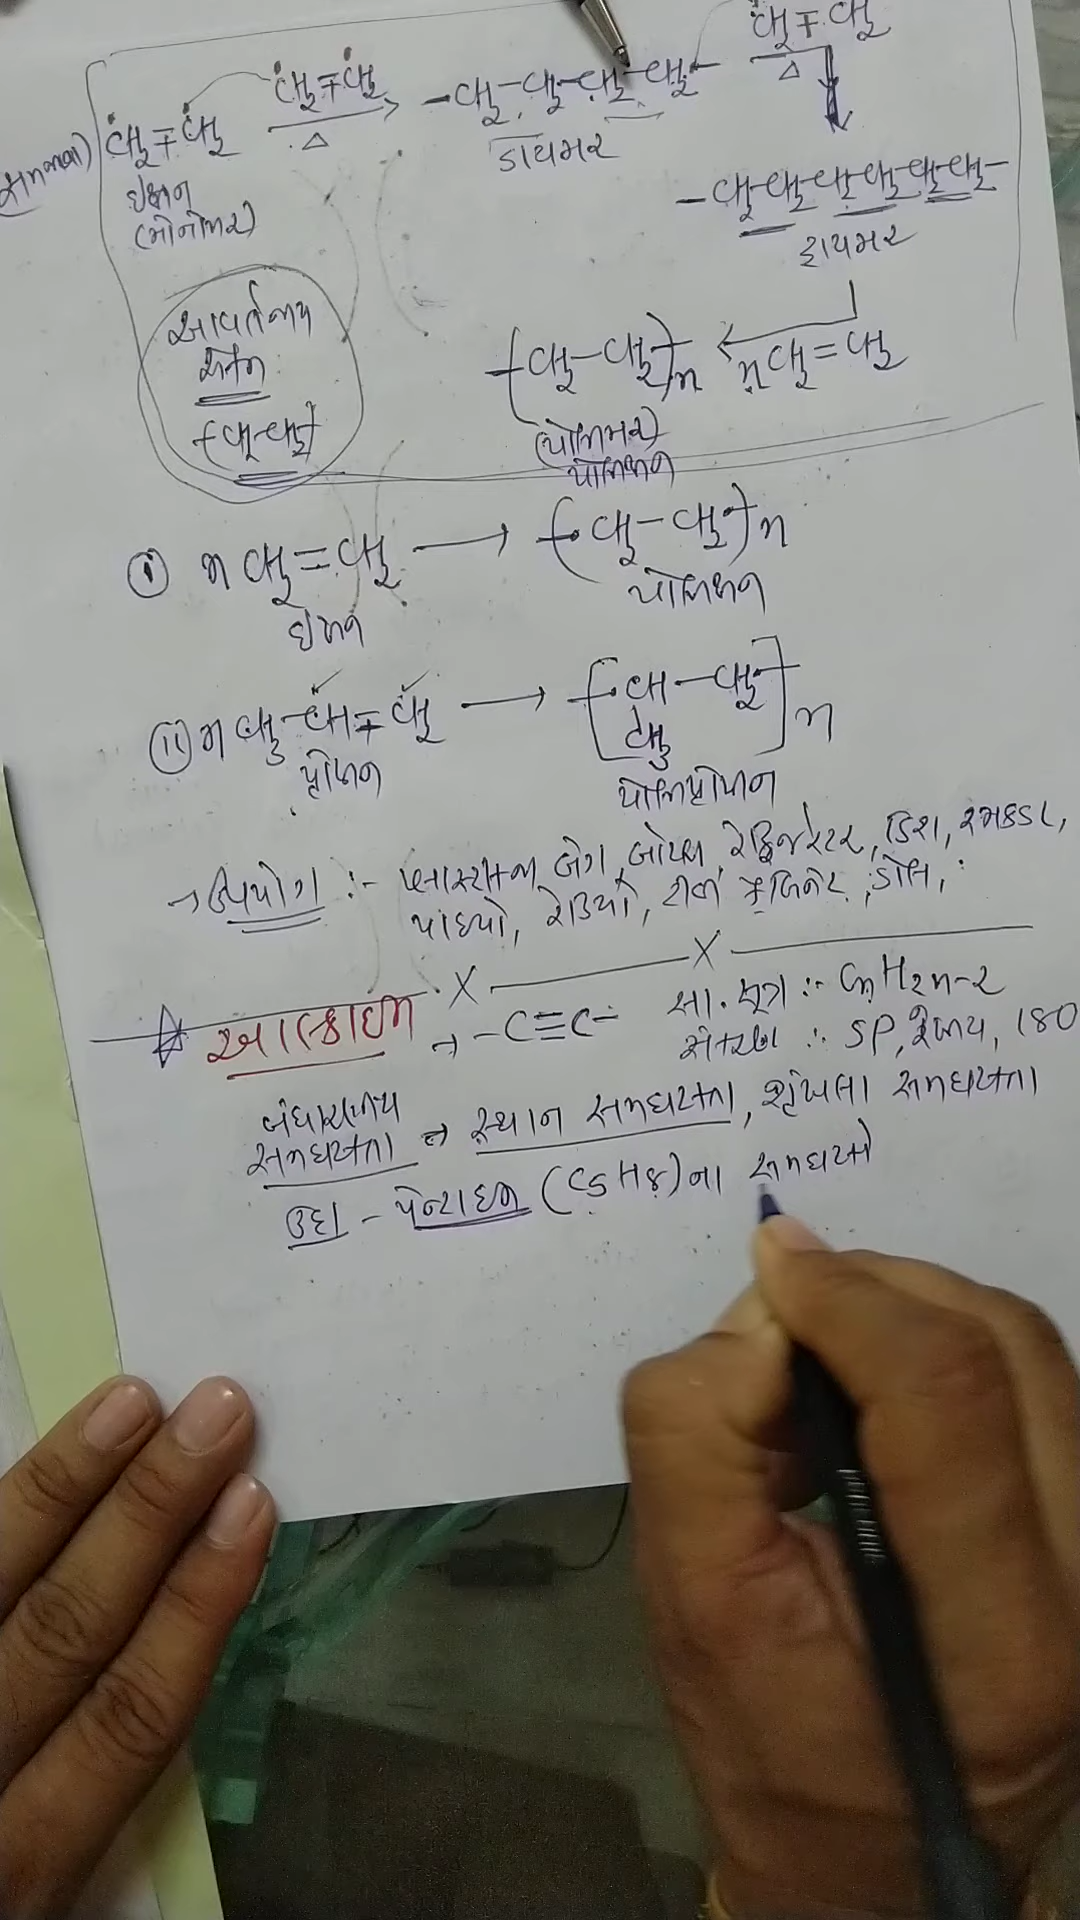 CH₂=CH₂ CH₂=CH₂ Δ -CH₂-CH₂-CH₂-CH₂- CH₂=CH₂ Δ
ઇથીન
(મોનોમર)
ડાયમર
-CH₂-CH₂-CH₂-CH₂-CH₂-CH₂-
ટ્રાયમર
આવર્તનીય
એકમ
(CH₂-CH₂)
(CH₂-CH₂)n nCH₂=CH₂
(પોલિમર)
પોલિથીન
(i) n CH₂=CH₂ → (CH₂-CH₂)n
ઇથીન પોલિથીન
(ii) n CH₃-CH=CH₂ → [CH-CH₂]n
CH₃
પ્રોપીન પોલિપ્રોપીન
→ ઉપયોગ :- પ્લાસ્ટીકની બેગ, બોટલ, રેફ્રિજરેટર, ડિશ, રમકડાં,
પાઇપો, રેડિયો, ટીવી કેબિનેટ, ડોલ,
X X
☆ આલ્કાઇન → -C≡C- સા. સૂત્ર :- CnH2n-2
સંકરણ :- SP, રેખીય, 180
બંધારણીય
સમઘટકતા → સ્થાન સમઘટકતા, શૃંખલા સમઘટકતા
ઉદા - પેન્ટાઇન (C5H8) ના સમઘટકો